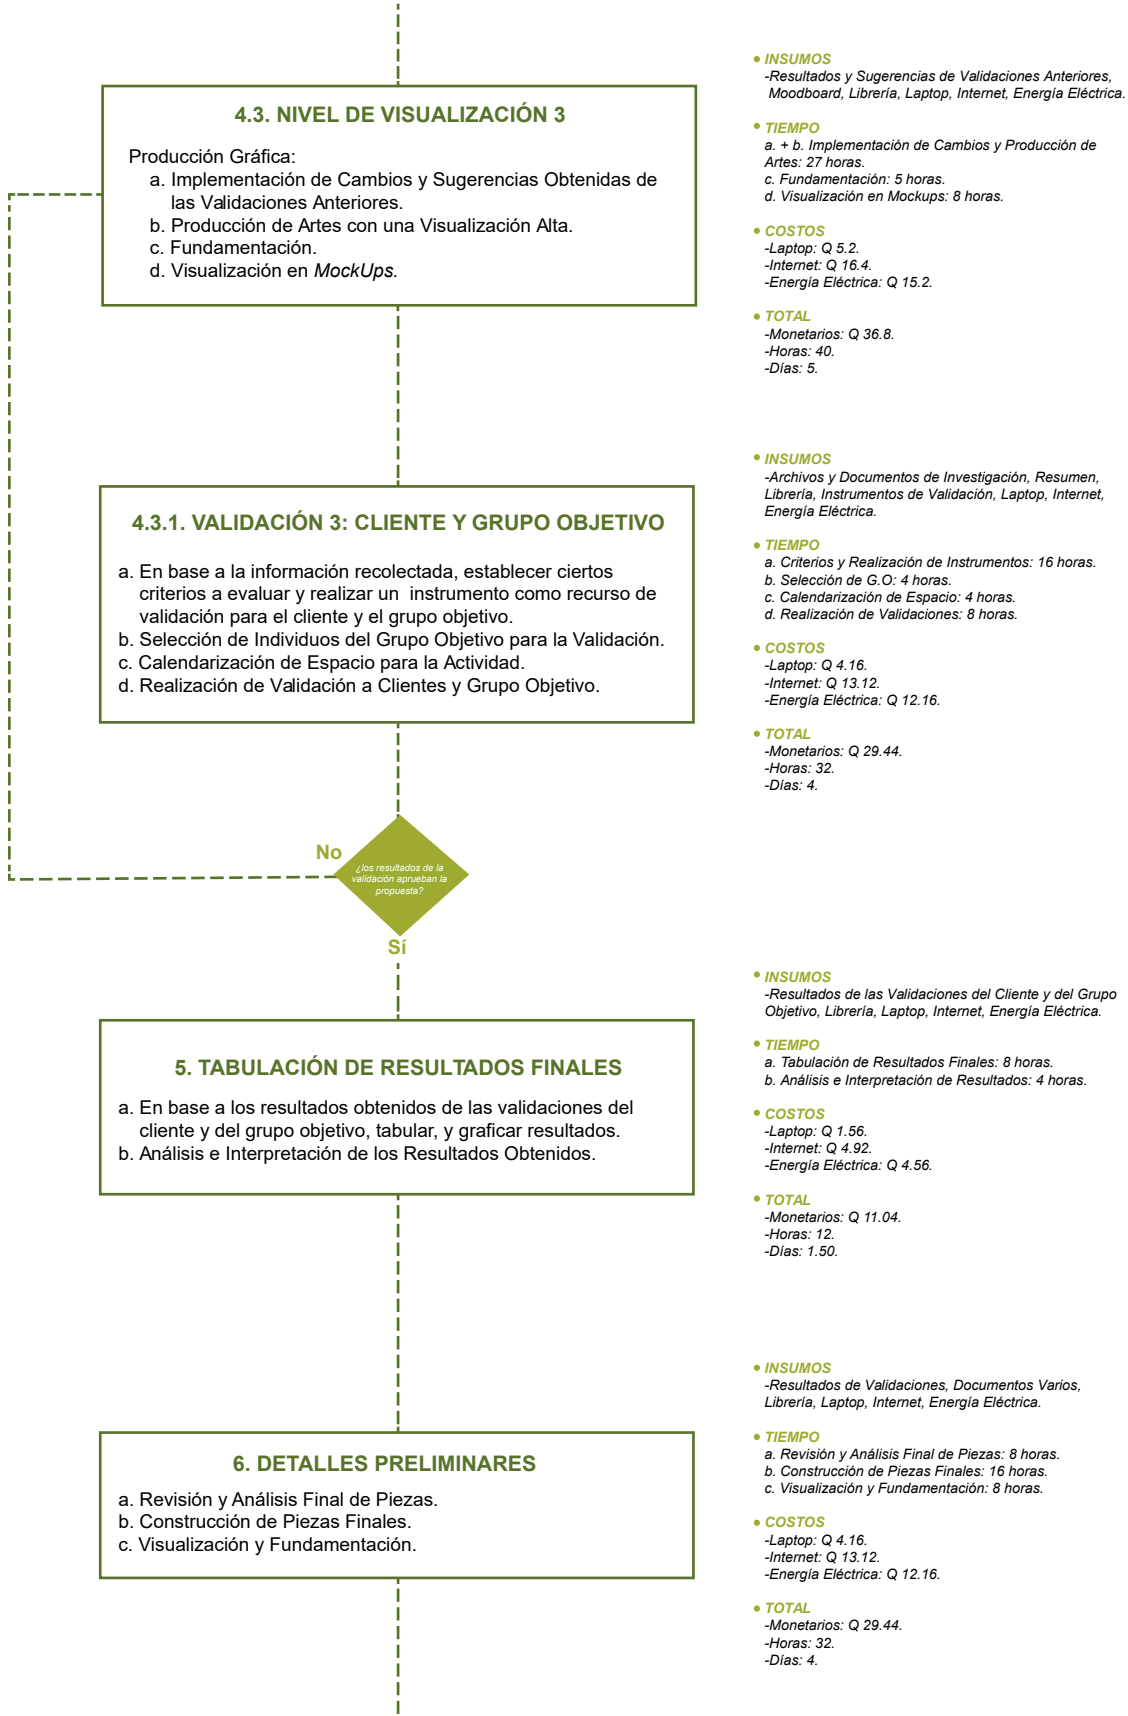 4.3. NIVEL DE VISUALIZACIÓN 3
Producción Gráfica:
a. Implementación de Cambios y Sugerencias Obtenidas de
las Validaciones Anteriores.
b. Producción de Artes con una Visualización Alta.
c. Fundamentación.
d. Visualización en MockUps.
• INSUMOS
-Resultados y Sugerencias de Validaciones Anteriores,
Moodboard, Librería, Laptop, Internet, Energía Eléctrica.
• TIEMPO
a. + b. Implementación de Cambios y Producción de
Artes: 27 horas.
c. Fundamentación: 5 horas.
d. Visualización en Mockups: 8 horas.
• COSTOS
-Laptop: Q 5.2.
-Internet: Q 16.4.
-Energía Eléctrica: Q 15.2.
• TOTAL
-Monetarios: Q 36.8.
-Horas: 40.
-Días: 5.
4.3.1. VALIDACIÓN 3: CLIENTE Y GRUPO OBJETIVO
a. En base a la información recolectada, establecer ciertos
criterios a evaluar y realizar un instrumento como recurso de
validación para el cliente y el grupo objetivo.
b. Selección de Individuos del Grupo Objetivo para la Validación.
c. Calendarización de Espacio para la Actividad.
d. Realización de Validación a Clientes y Grupo Objetivo.
• INSUMOS
-Archivos y Documentos de Investigación, Resumen,
Librería, Instrumentos de Validación, Laptop, Internet,
Energía Eléctrica.
• TIEMPO
a. Criterios y Realización de Instrumentos: 16 horas.
b. Selección de G.O: 4 horas.
c. Calendarización de Espacio: 4 horas.
d. Realización de Validaciones: 8 horas.
• COSTOS
-Laptop: Q 4.16.
-Internet: Q 13.12.
-Energía Eléctrica: Q 12.16.
• TOTAL
-Monetarios: Q 29.44.
-Horas: 32.
-Días: 4.
No
¿los resultados de la
validación aprueban la
propuesta?
Sí
5. TABULACIÓN DE RESULTADOS FINALES
a. En base a los resultados obtenidos de las validaciones del
cliente y del grupo objetivo, tabular, y graficar resultados.
b. Análisis e Interpretación de los Resultados Obtenidos.
• INSUMOS
-Resultados de las Validaciones del Cliente y del Grupo
Objetivo, Librería, Laptop, Internet, Energía Eléctrica.
• TIEMPO
a. Tabulación de Resultados Finales: 8 horas.
b. Análisis e Interpretación de Resultados: 4 horas.
• COSTOS
-Laptop: Q 1.56.
-Internet: Q 4.92.
-Energía Eléctrica: Q 4.56.
• TOTAL
-Monetarios: Q 11.04.
-Horas: 12.
-Días: 1.50.
6. DETALLES PRELIMINARES
a. Revisión y Análisis Final de Piezas.
b. Construcción de Piezas Finales.
c. Visualización y Fundamentación.
• INSUMOS
-Resultados de Validaciones, Documentos Varios,
Librería, Laptop, Internet, Energía Eléctrica.
• TIEMPO
a. Revisión y Análisis Final de Piezas: 8 horas.
b. Construcción de Piezas Finales: 16 horas.
c. Visualización y Fundamentación: 8 horas.
• COSTOS
-Laptop: Q 4.16.
-Internet: Q 13.12.
-Energía Eléctrica: Q 12.16.
• TOTAL
-Monetarios: Q 29.44.
-Horas: 32.
-Días: 4.